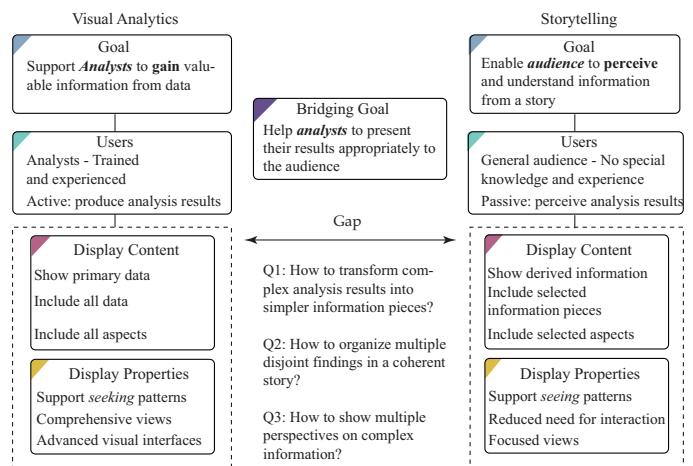 Visual Analytics
Goal
Support Analysts to gain valu-
able information from data
Users
Analysts - Trained
and experienced
Active: produce analysis results
Display Content
Show primary data
Include all data
Include all aspects
Display Properties
Support seeking patterns
Comprehensive views
Advanced visual interfaces
Bridging Goal
Help analysts to present
their results appropriately to
the audience
Gap
Q1: How to transform com-
plex analysis results into
simpler information pieces?
Q2: How to organize multiple
disjoint findings in a coherent
story?
Q3: How to show multiple
perspectives on complex
information?
Storytelling
Goal
Enable audience to perceive
and understand information
from a story
Users
General audience - No special
knowledge and experience
Passive: perceive analysis results
Display Content
Show derived information
Include selected
information pieces
Include selected aspects
Display Properties
Support seeing patterns
Reduced need for interaction
Focused views